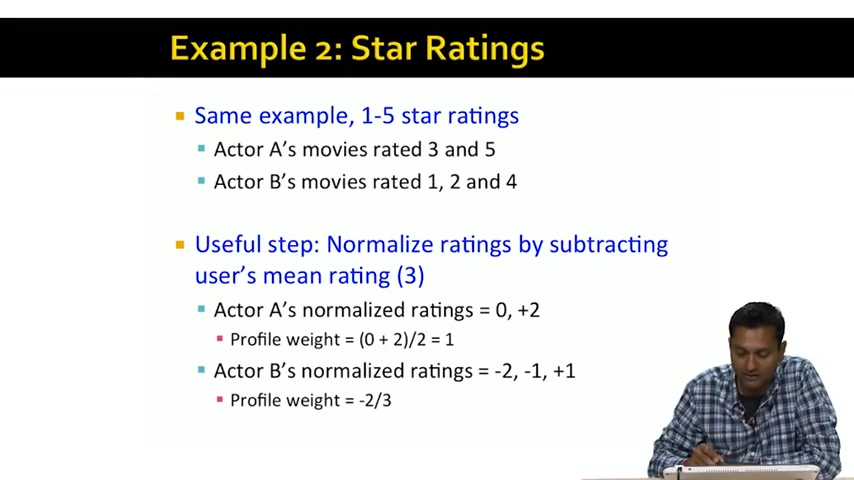 Example 2: Star Ratings
Same example, 1-5 star ratings
Actor A's movies rated 3 and 5
Actor B's movies rated 1, 2 and 4
Useful step: Normalize ratings by subtracting
user's mean rating (3)
Actor A's normalized ratings = 0, +2
Profile weight = (0 + 2)/2 = 1
Actor B's normalized ratings = -2, -1, +1
Profile weight = -2/3